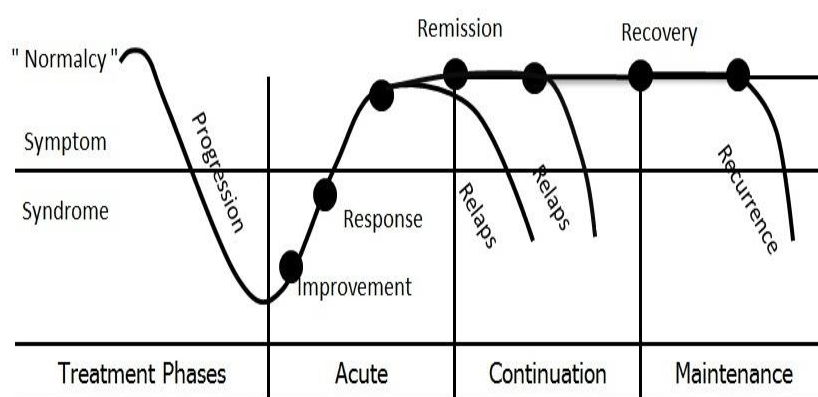 Remission
Recovery
" Normalcy "
Progression
Symptom
Syndrome
Response
Improvement
Relaps
Relaps
Recurrence
Treatment Phases
Acute
Continuation
Maintenance